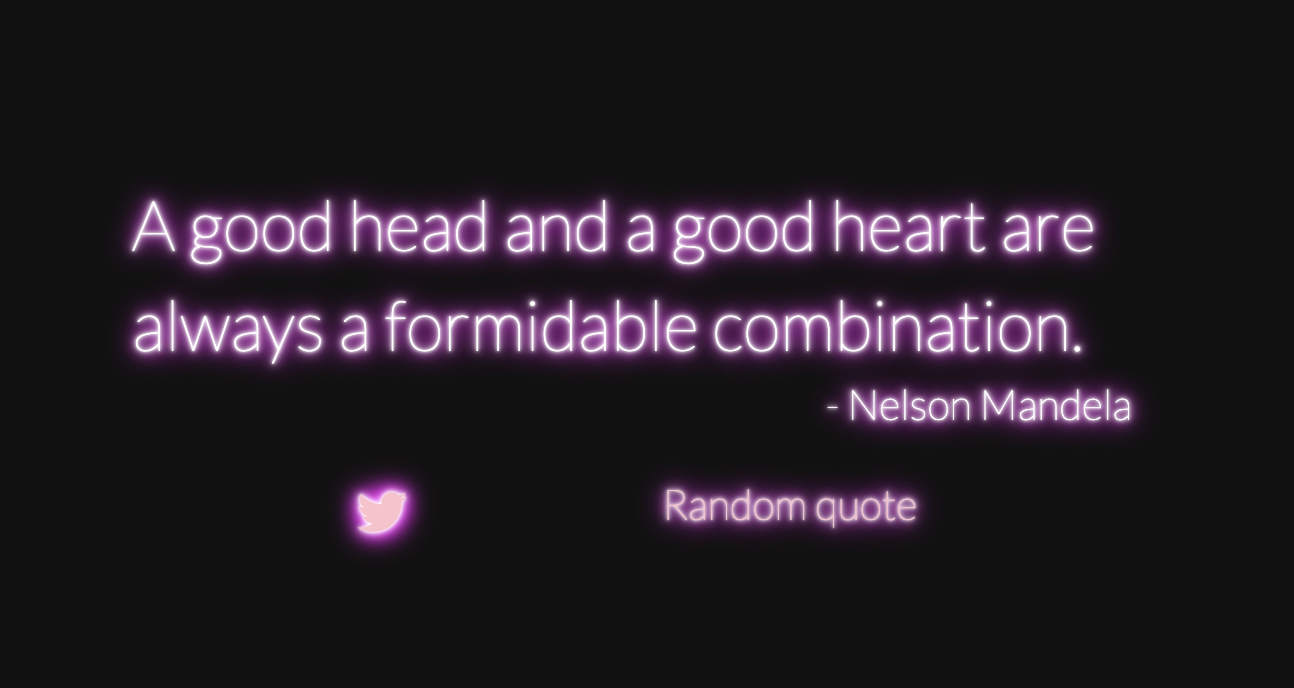 A good head and a good heart are
always a formidable combination.
- Nelson Mandela
Random quote